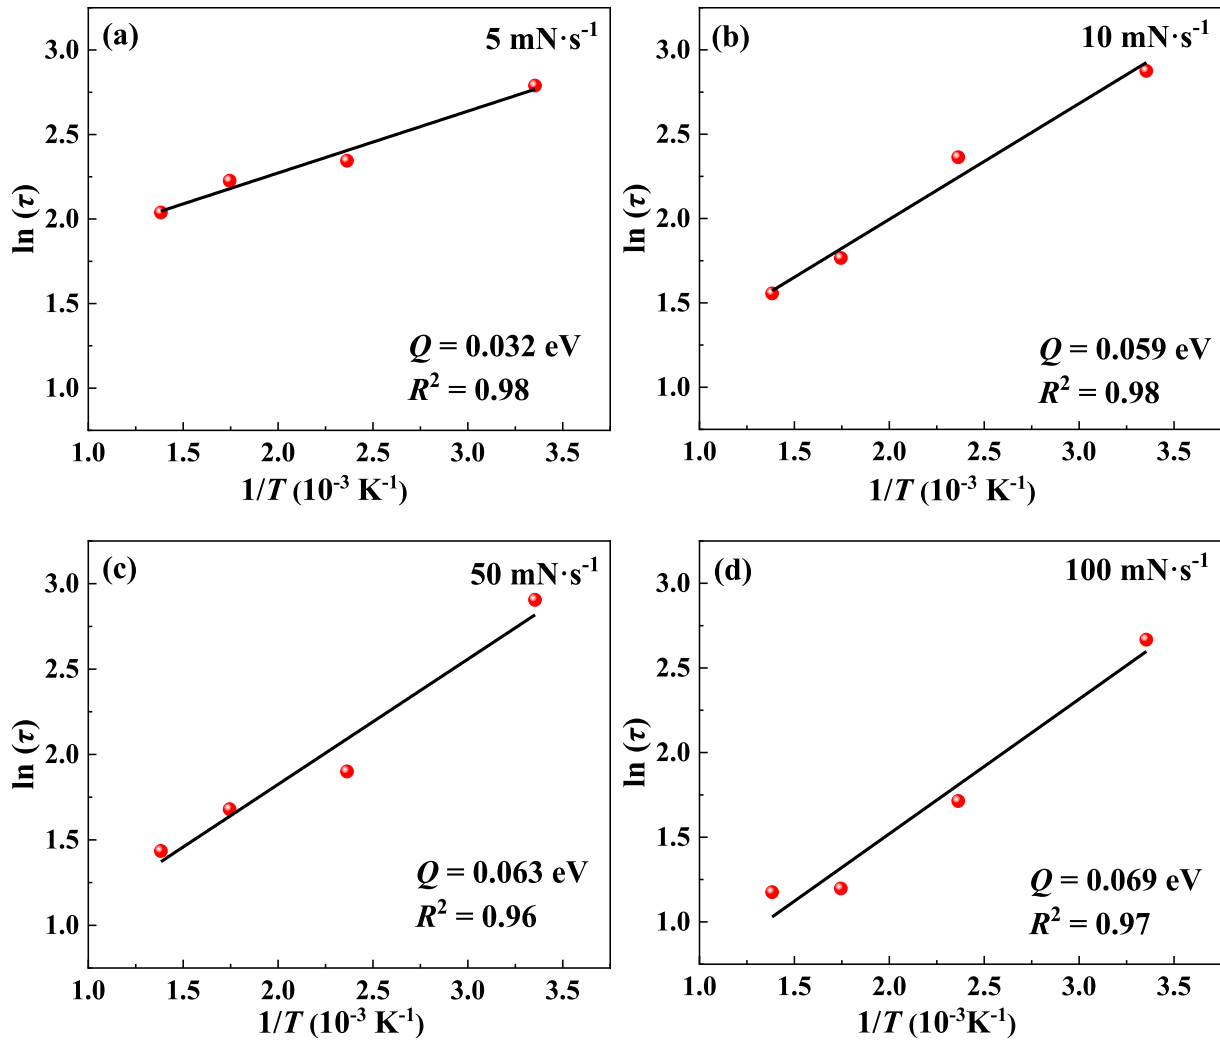 (a)
5 mN·s⁻¹
3.0
2.5
2.0
1.5
1.0
ln (τ)
Q = 0.032 eV
R² = 0.98
1.0 1.5 2.0 2.5 3.0 3.5
1/T (10⁻³ K⁻¹)
(b)
10 mN·s⁻¹
3.0
2.5
2.0
1.5
1.0
ln (τ)
Q = 0.059 eV
R² = 0.98
1.0 1.5 2.0 2.5 3.0 3.5
1/T (10⁻³ K⁻¹)
(c)
50 mN·s⁻¹
3.0
2.5
2.0
1.5
1.0
ln (τ)
Q = 0.063 eV
R² = 0.96
1.0 1.5 2.0 2.5 3.0 3.5
1/T (10⁻³ K⁻¹)
(d)
100 mN·s⁻¹
3.0
2.5
2.0
1.5
1.0
ln (τ)
Q = 0.069 eV
R² = 0.97
1.0 1.5 2.0 2.5 3.0 3.5
1/T (10⁻³K⁻¹)